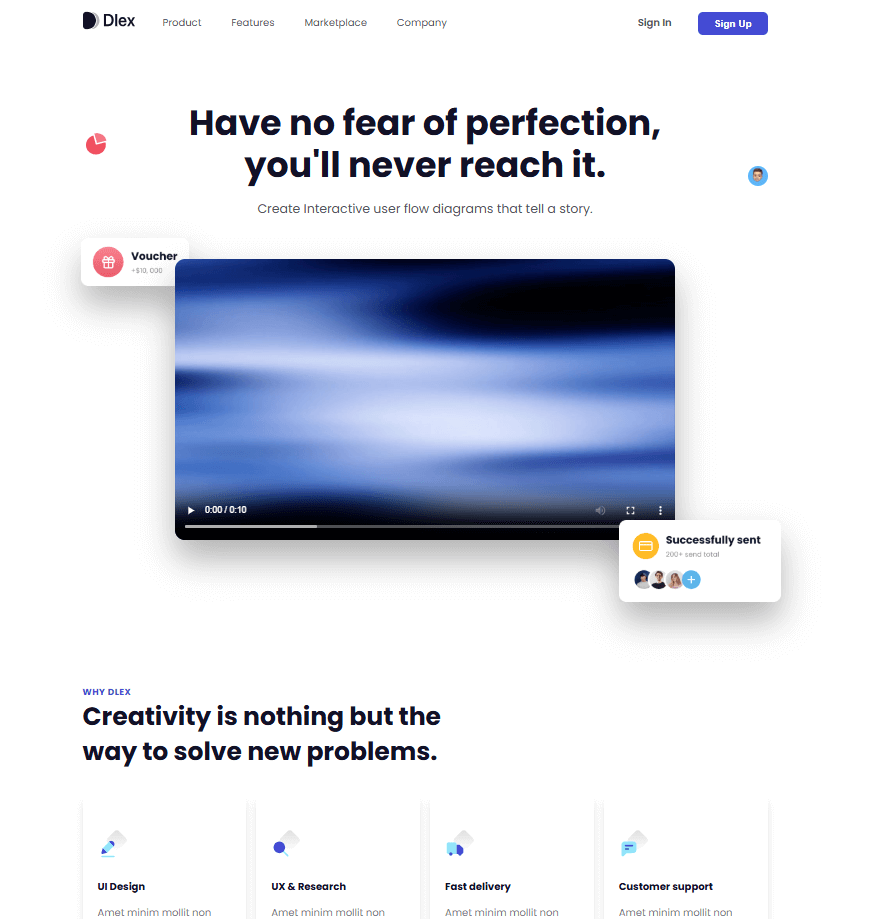 Dlex
Product
Features
Marketplace
Company
Sign In
Sign Up
Have no fear of perfection,
you'll never reach it.
Create Interactive user flow diagrams that tell a story.
Voucher
+$10, 000
0:00 / 0:10
Successfully sent
200+ send total
WHY DLEX
Creativity is nothing but the
way to solve new problems.
UI Design
Amet minim mollit non
UX & Research
Amet minim mollit non
Fast delivery
Amet minim mollit non
Customer support
Amet minim mollit non